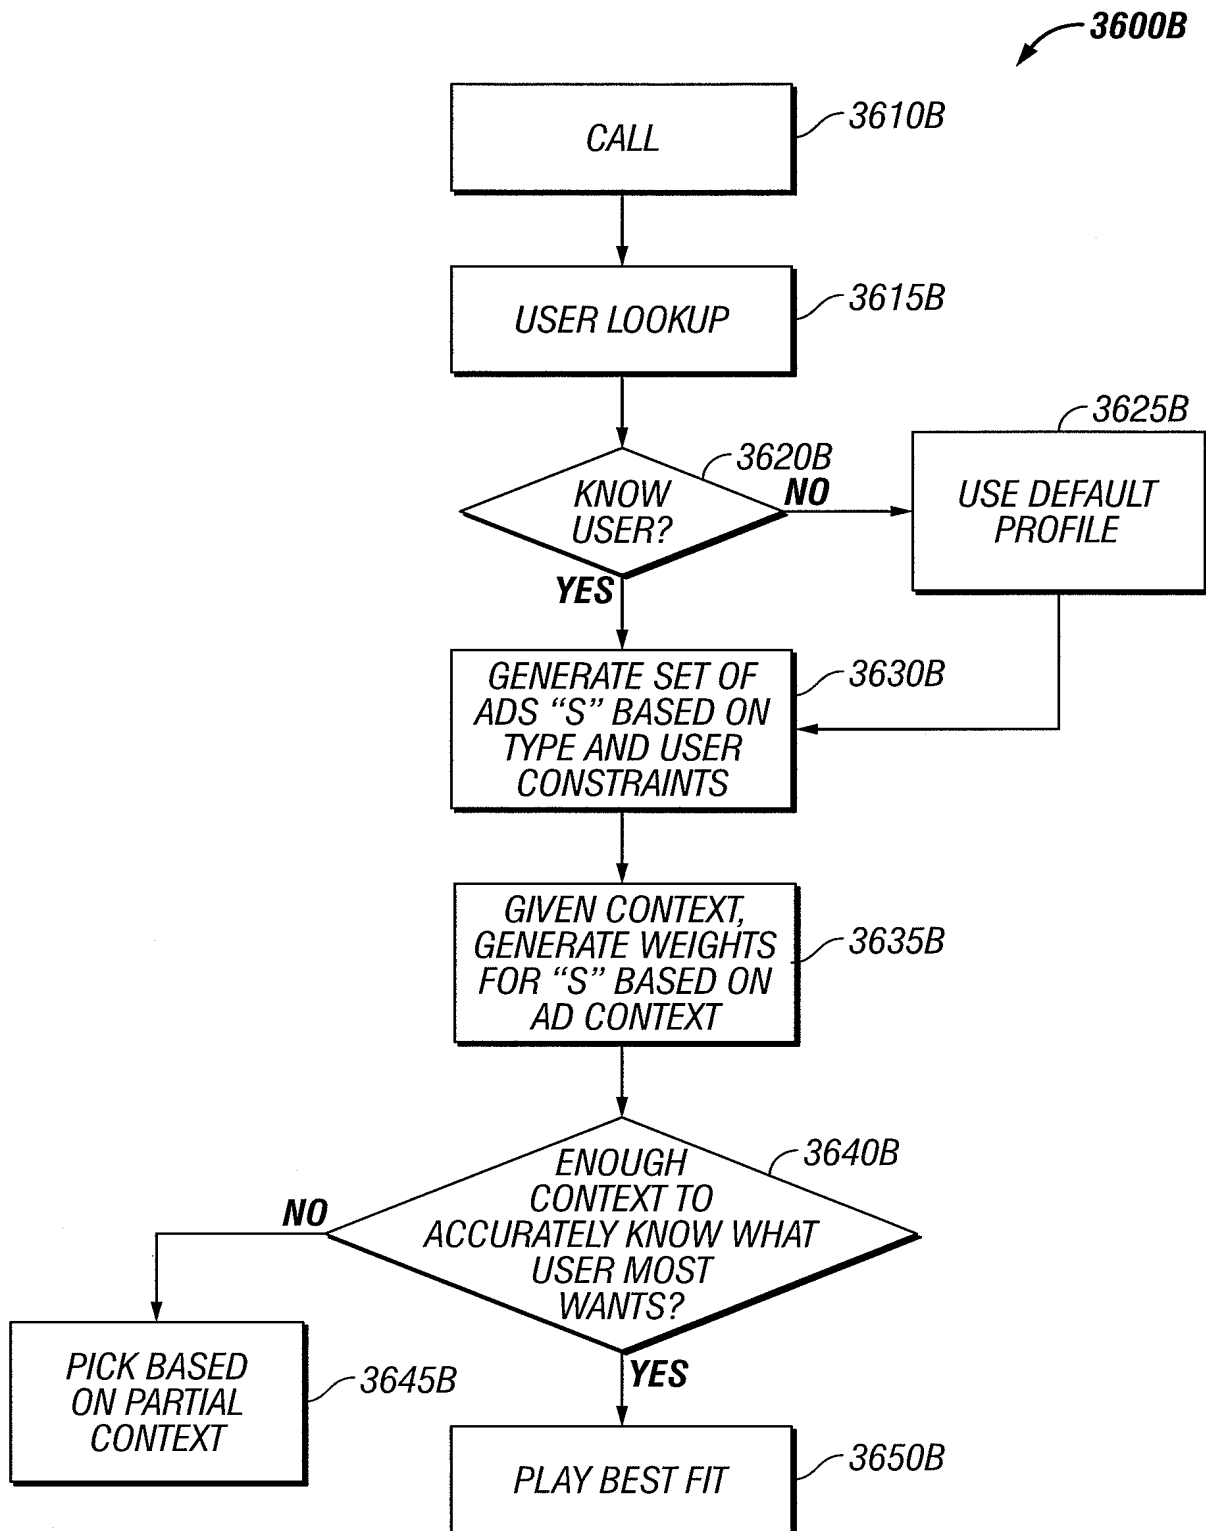 3600B
CALL
3610B
USER LOOKUP
3615B
3620B
KNOW
USER?
NO
YES
3625B
USE DEFAULT
PROFILE
GENERATE SET OF
ADS “S” BASED ON
TYPE AND USER
CONSTRAINTS
3630B
GIVEN CONTEXT,
GENERATE WEIGHTS
FOR “S” BASED ON
AD CONTEXT
3635B
3640B
ENOUGH
CONTEXT TO
ACCURATELY KNOW WHAT
USER MOST
WANTS?
NO
YES
PICK BASED
ON PARTIAL
CONTEXT
3645B
PLAY BEST FIT
3650B